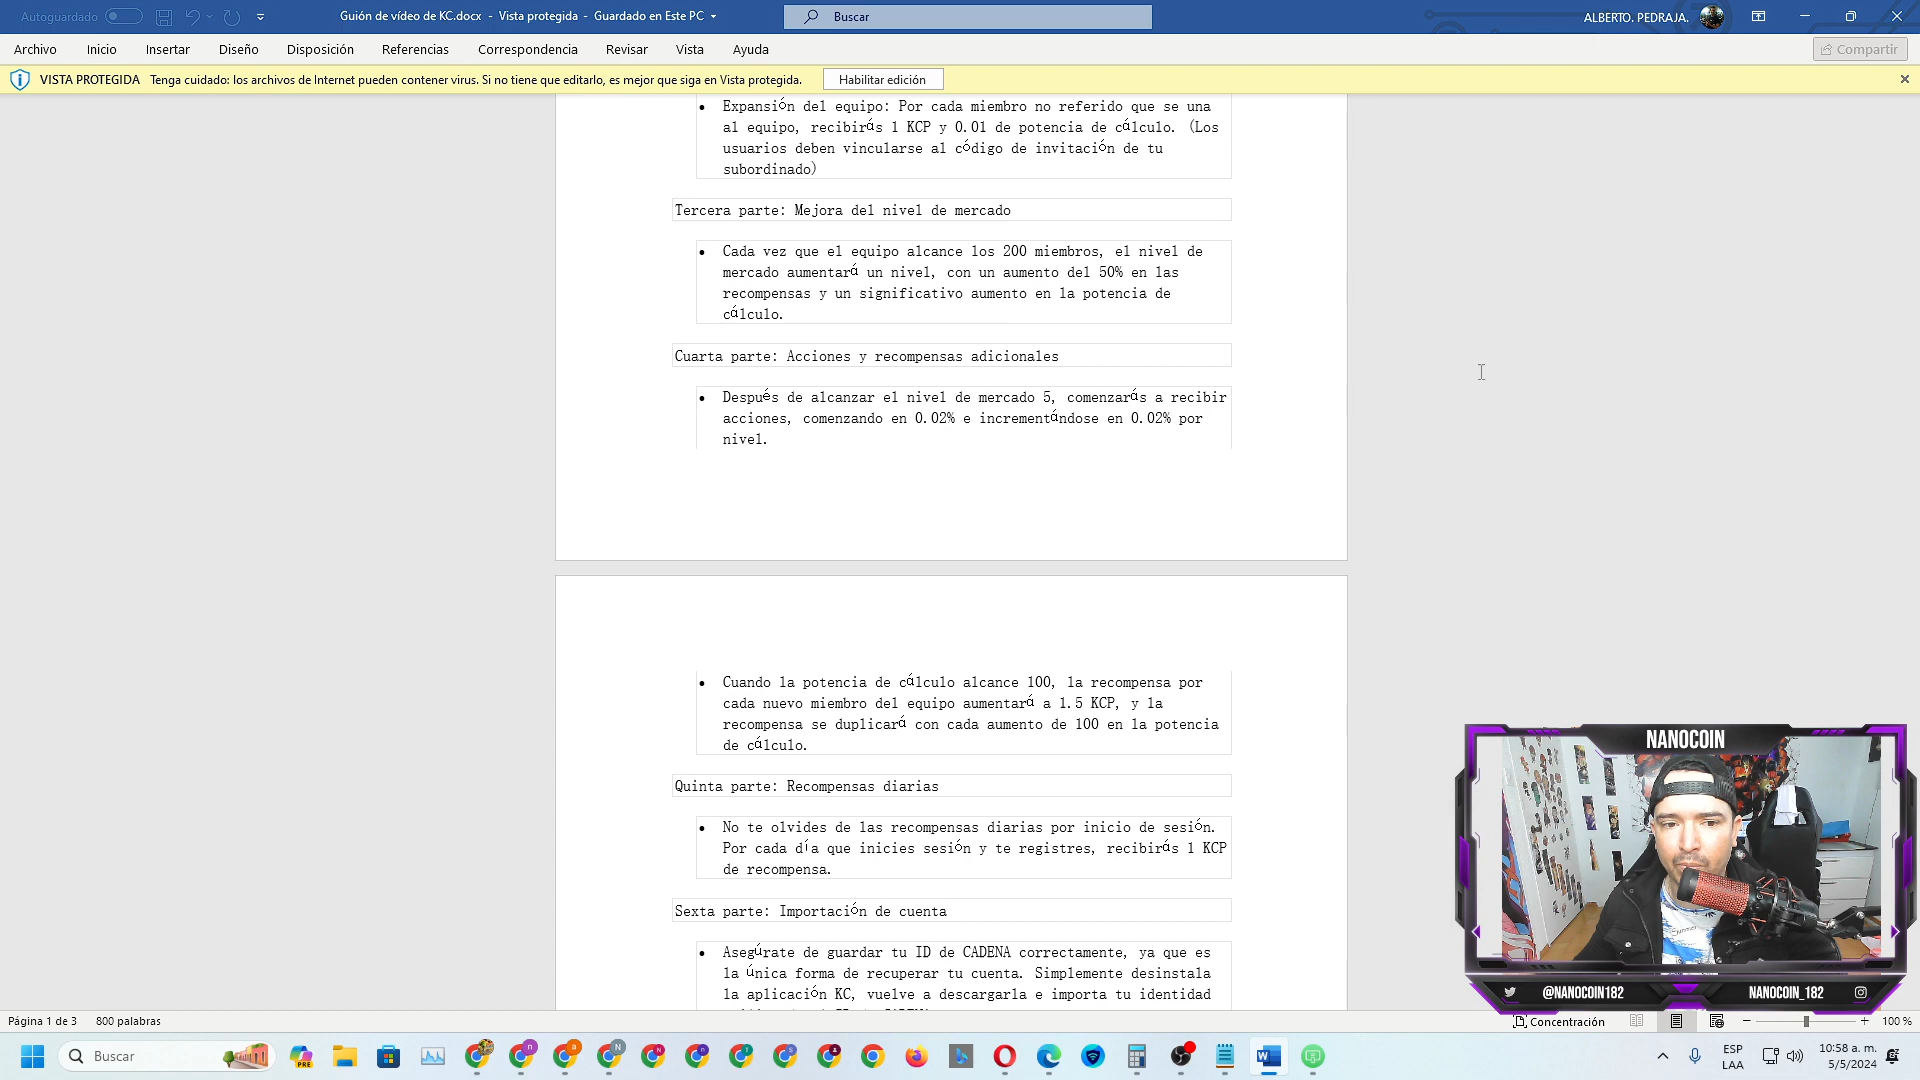 Autoguardado
Guión de vídeo de KC.docx - Vista protegida - Guardado en Este PC
Buscar
ALBERTO. PEDRAJA.
Archivo Inicio Insertar Diseño Disposición Referencias Correspondencia Revisar Vista Ayuda
Compartir
VISTA PROTEGIDA Tenga cuidado: los archivos de Internet pueden contener virus. Si no tiene que editarlo, es mejor que siga en Vista protegida.
Habilitar edición
• Expansión del equipo: Por cada miembro no referido que se una
al equipo, recibirás 1 KCP y 0.01 de potencia de cálculo. (Los
usuarios deben vincularse al código de invitación de tu
subordinado)
Tercera parte: Mejora del nivel de mercado
• Cada vez que el equipo alcance los 200 miembros, el nivel de
mercado aumentará un nivel, con un aumento del 50% en las
recompensas y un significativo aumento en la potencia de
cálculo.
Cuarta parte: Acciones y recompensas adicionales
• Después de alcanzar el nivel de mercado 5, comenzarás a recibir
acciones, comenzando en 0.02% e incrementándose en 0.02% por
nivel.
• Cuando la potencia de cálculo alcance 100, la recompensa por
cada nuevo miembro del equipo aumentará a 1.5 KCP, y la
recompensa se duplicará con cada aumento de 100 en la potencia
de cálculo.
Quinta parte: Recompensas diarias
• No te olvides de las recompensas diarias por inicio de sesión.
Por cada día que inicies sesión y te registres, recibirás 1 KCP
de recompensa.
Sexta parte: Importación de cuenta
• Asegúrate de guardar tu ID de CADENA correctamente, ya que es
la única forma de recuperar tu cuenta. Simplemente desinstala
la aplicación KC, vuelve a descargarla e importa tu identidad
NANOCOIN
@NANOCOIN182
NANOCOIN_182
Página 1 de 3 800 palabras
Concentración
100 %
Buscar
PRE
ESP
LAA
10:58 a. m.
5/5/2024